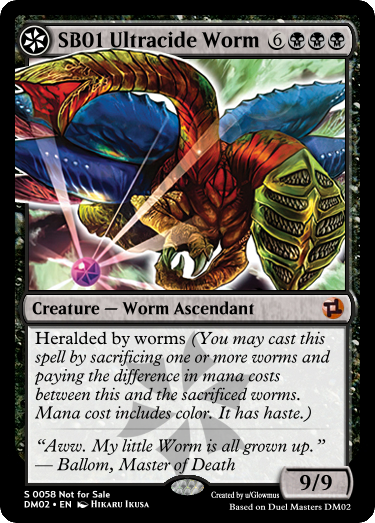 SB01 Ultracide Worm 6
Creature — Worm Ascendant
Heralded by worms (You may cast this
spell by sacrificing one or more worms and
paying the difference in mana costs
between this and the sacrificed worms.
Mana cost includes color. It has haste.)
“Aww. My little Worm is all grown up.”
— Ballom, Master of Death
9/9
S 0058 Not for Sale
DM02 • EN Hikaru Ikusa
Created by u/Glowmus
Based on Duel Masters DM02